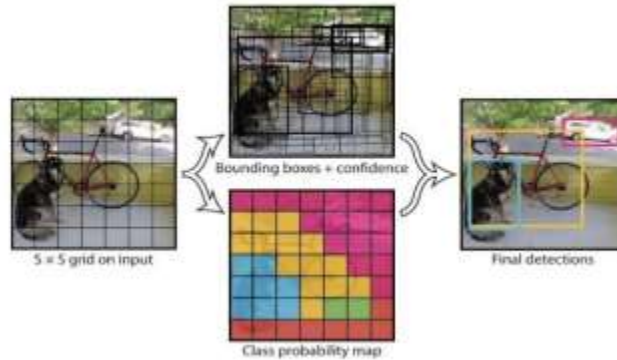 Bounding boxes + confidence
S × S grid on input
Final detections
Class probability map